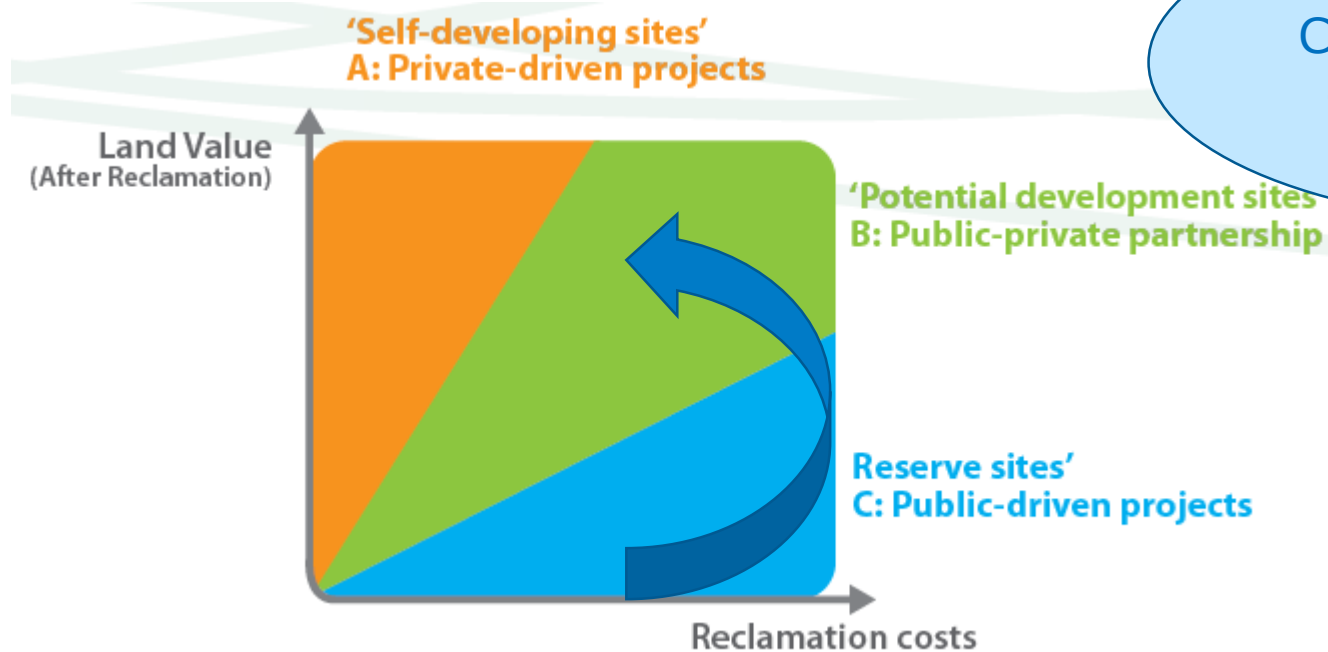 ‘Self-developing sites’
A: Private-driven projects
Land Value
(After Reclamation)
‘Potential development sites
B: Public-private partnership
Reserve sites’
C: Public-driven projects
Reclamation costs